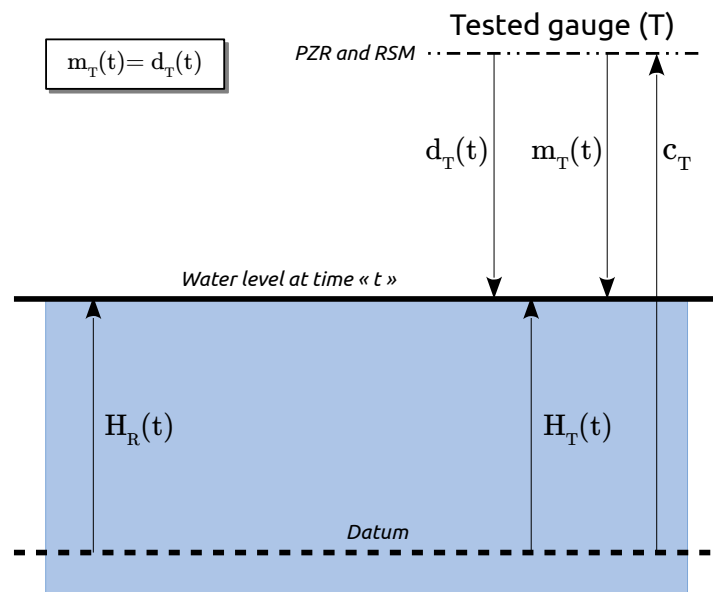 Tested gauge (T)
PZR and RSM
m_T(t)= d_T(t)
d_T(t)
m_T(t)
c_T
Water level at time « t »
H_R(t)
H_T(t)
Datum